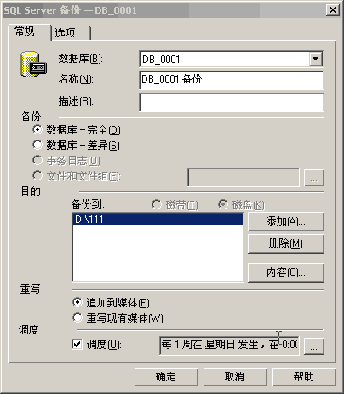 SQL Server 备份 - DB_0001
常规 选项
数据库(B): DB_0001
名称(N): DB_0001 备份
描述(R):
备份
数据库 - 完全(D)
数据库 - 差异(S)
事务日志(U)
文件和文件组(E): ...
目的
备份到: 磁带(T) 磁盘(K)
D:\111 添加(A)...
删除(M)
内容(C)...
重写
追加到媒体(E)
重写现有媒体(W)
调度
调度(U): 每 1 周在 星期日 发生，在 0:00 ...
确定 取消 帮助